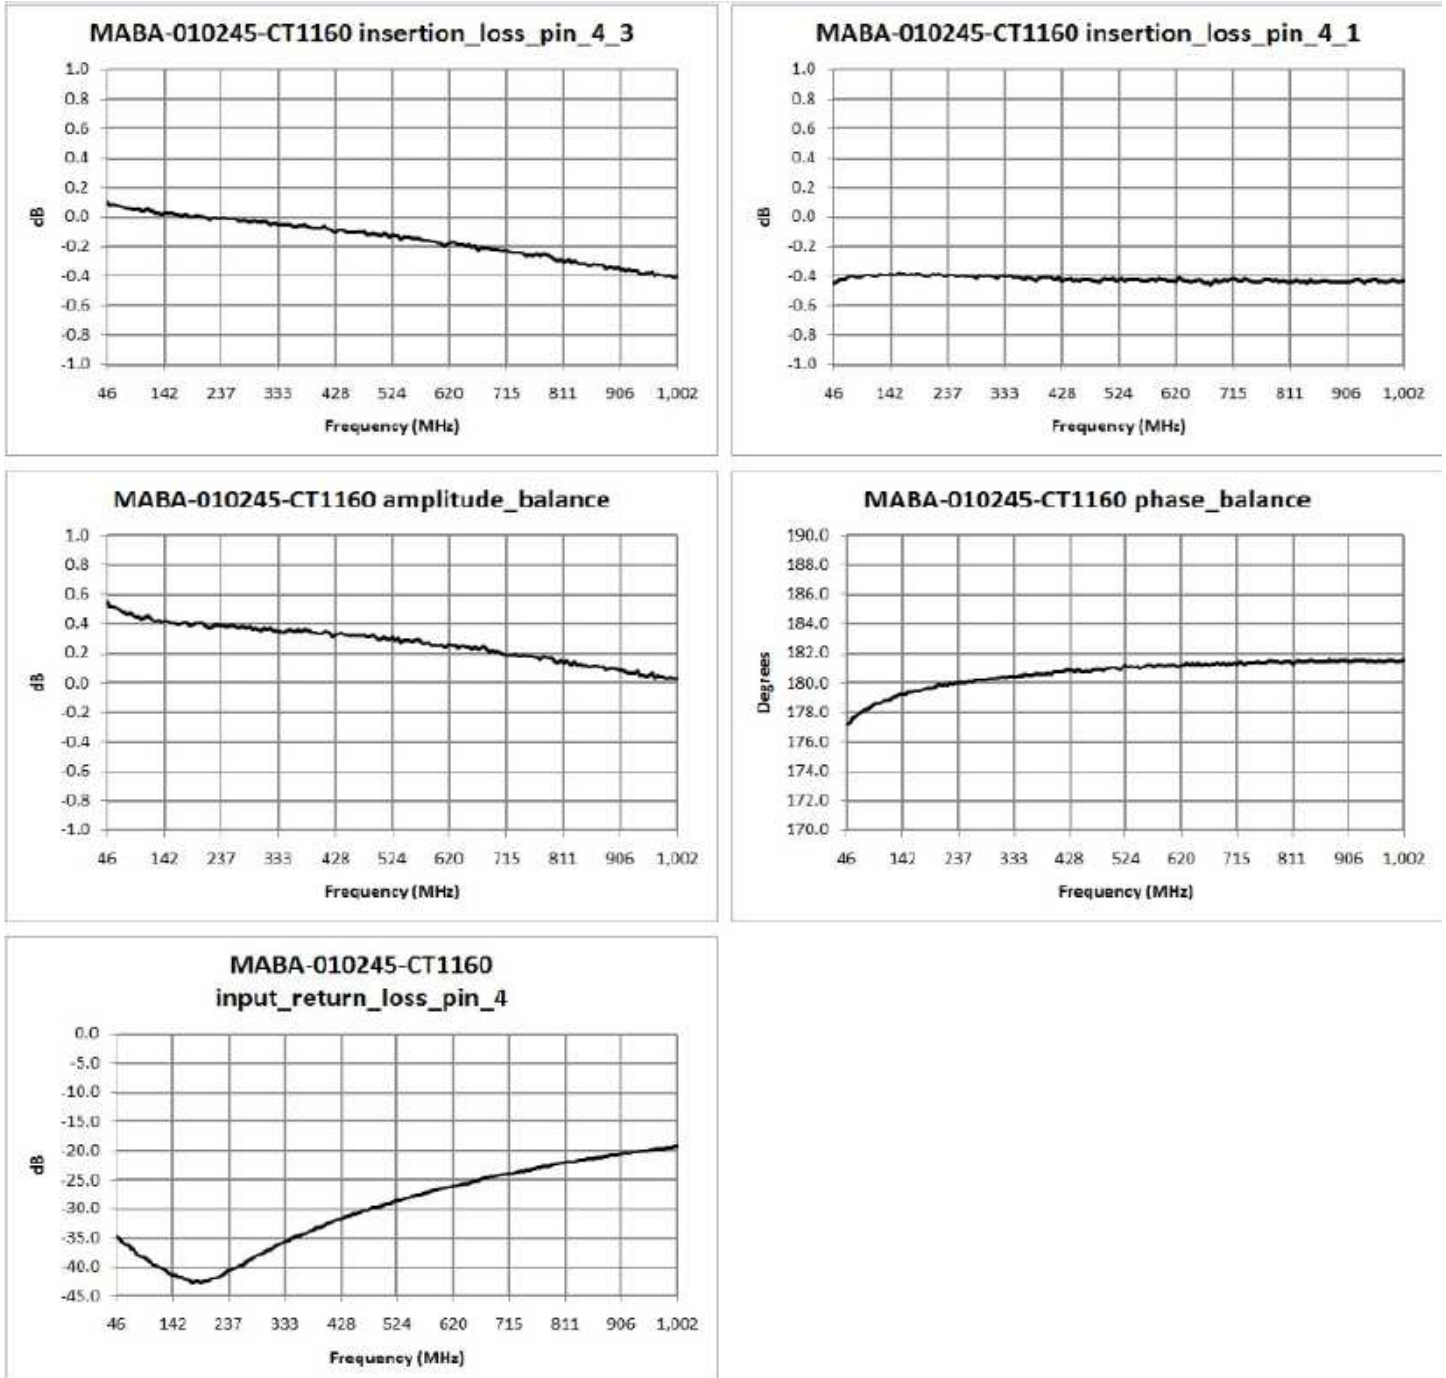 MABA-010245-CT1160 insertion_loss_pin_4_3
1.0
0.8
0.6
0.4
0.2
0.0
-0.2
-0.4
-0.6
-0.8
-1.0
dB
46 142 237 333 428 524 620 715 811 906 1,002
Frequency (MHz)
MABA-010245-CT1160 insertion_loss_pin_4_1
1.0
0.8
0.6
0.4
0.2
0.0
-0.2
-0.4
-0.6
-0.8
-1.0
dB
46 142 237 333 428 524 620 715 811 906 1,002
Frequency (MHz)
MABA-010245-CT1160 amplitude_balance
1.0
0.8
0.6
0.4
0.2
0.0
-0.2
-0.4
-0.6
-0.8
-1.0
dB
46 142 237 333 428 524 620 715 811 906 1,002
Frequency (MHz)
MABA-010245-CT1160 phase_balance
190.0
188.0
186.0
184.0
182.0
180.0
178.0
176.0
174.0
172.0
170.0
Degrees
46 142 237 333 428 524 620 715 811 906 1,002
Frequency (MHz)
MABA-010245-CT1160
input_return_loss_pin_4
0.0
-5.0
-10.0
-15.0
-20.0
-25.0
-30.0
-35.0
-40.0
-45.0
dB
46 142 237 333 428 524 620 715 811 906 1,002
Frequency (MHz)